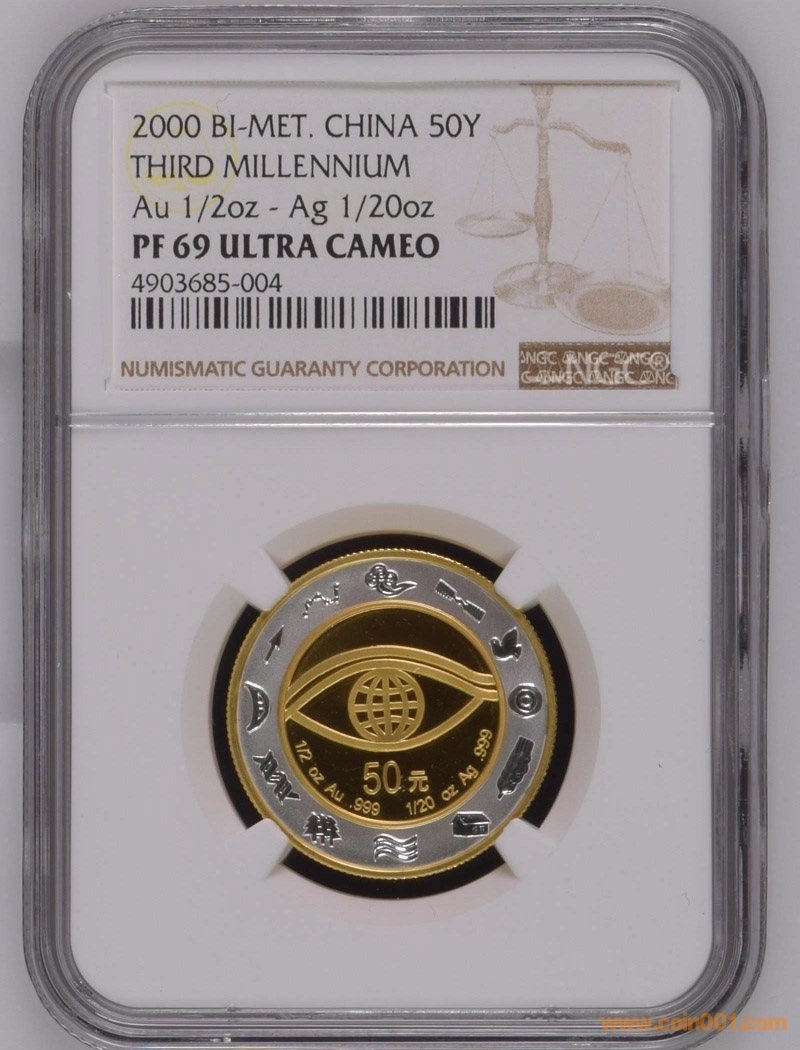 2000 BI-MET. CHINA 50Y
THIRD MILLENNIUM
Au 1/2oz - Ag 1/20oz
PF 69 ULTRA CAMEO
4903685-004
NUMISMATIC GUARANTY CORPORATION
NGC
50元
1/2 oz Au .999 1/20 oz Ag .999
www.coin001.com